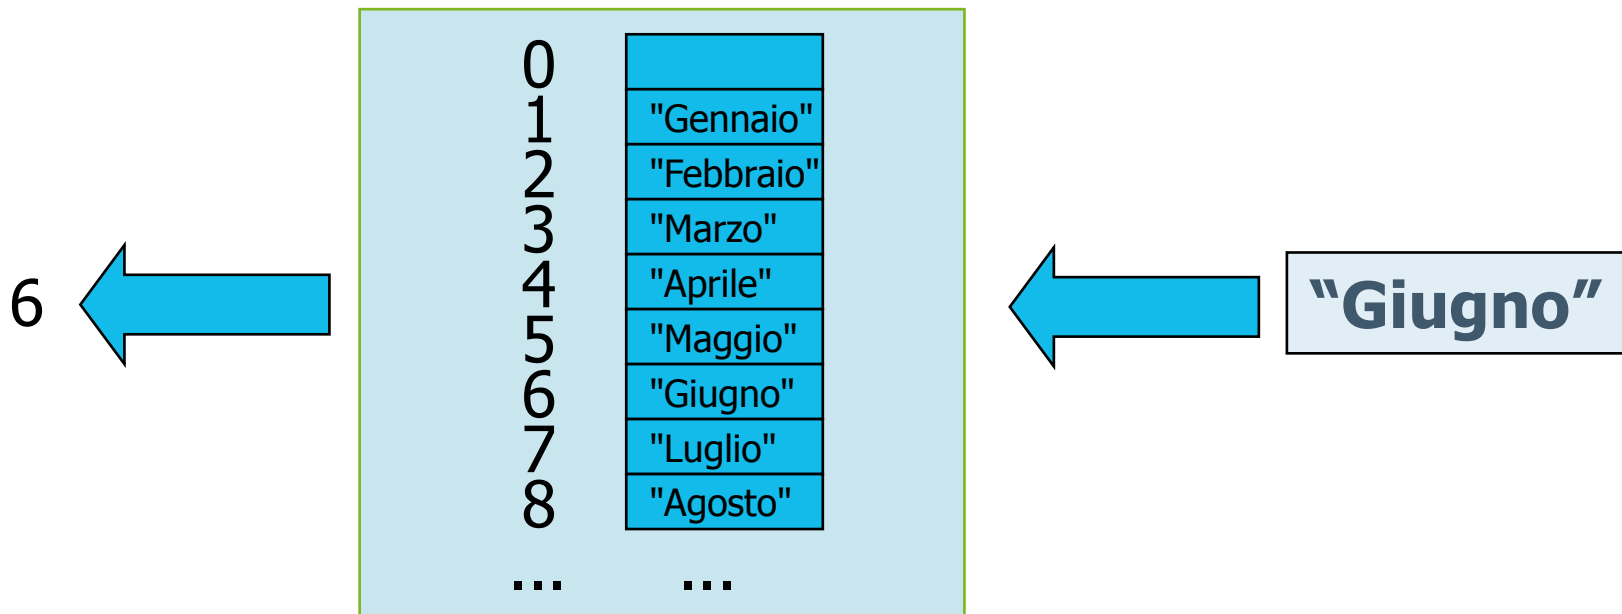 0
1 "Gennaio"
2 "Febbraio"
3 "Marzo"
4 "Aprile"
5 "Maggio"
6 "Giugno"
7 "Luglio"
8 "Agosto"
... ...
6
“Giugno”